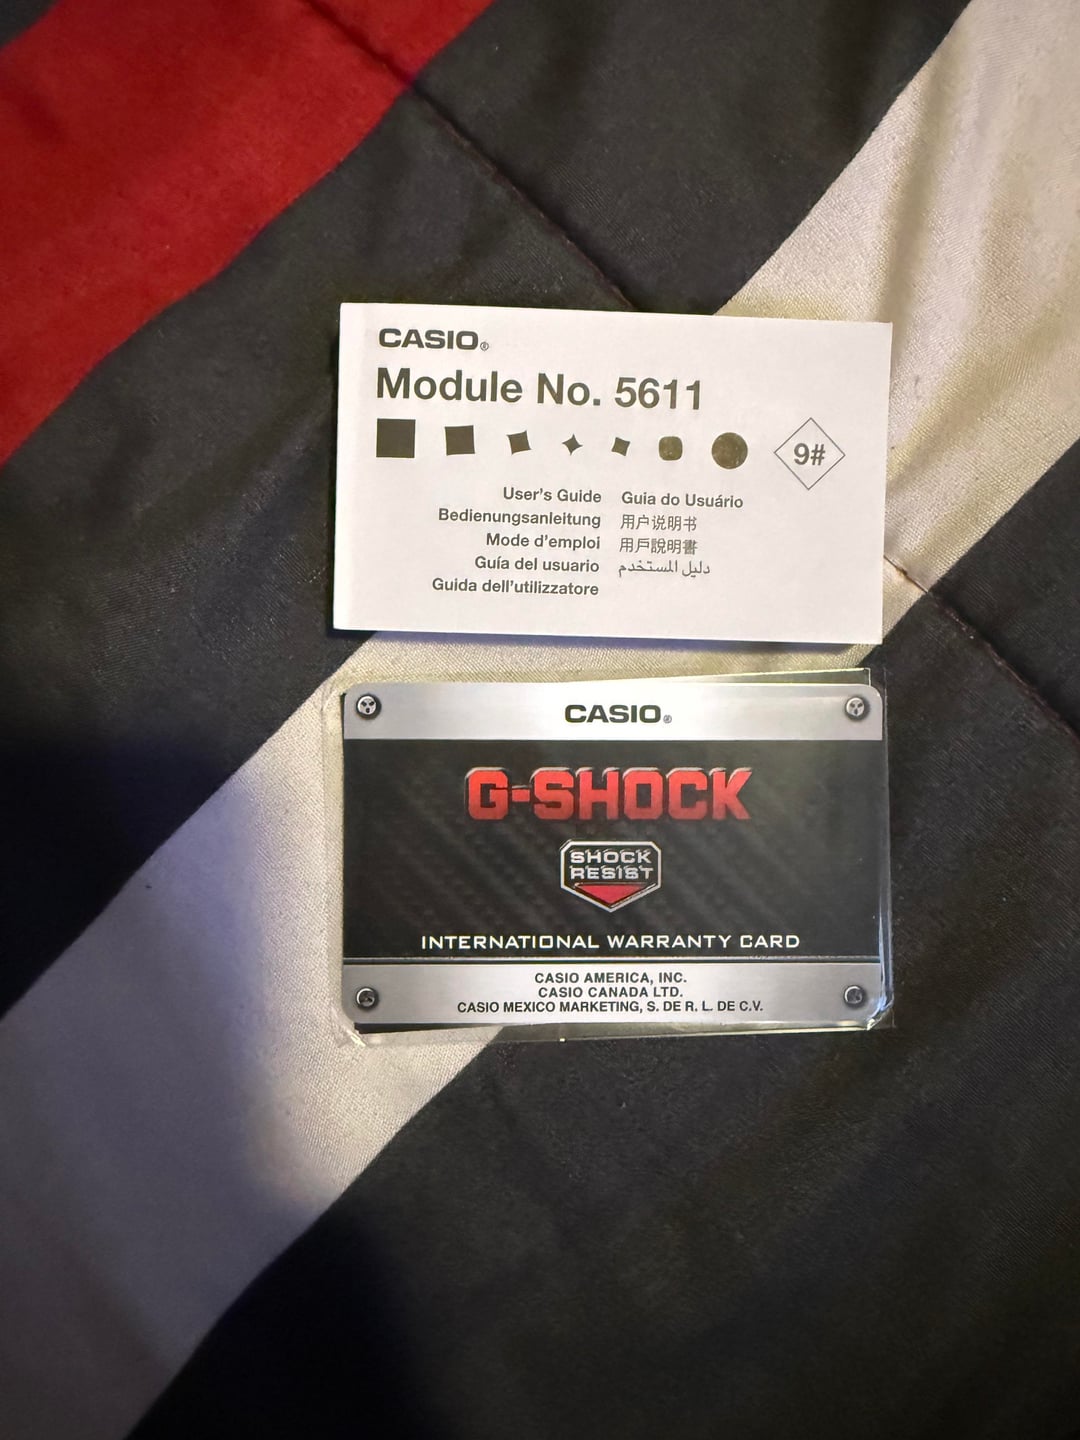 CASIO®
Module No. 5611
9#
User's Guide Guia do Usuário
Bedienungsanleitung 用户说明书
Mode d'emploi 用戶說明書
Guía del usuario دليل المستخدم
Guida dell'utilizzatore
CASIO®
G-SHOCK
SHOCK
RESIST
INTERNATIONAL WARRANTY CARD
CASIO AMERICA, INC.
CASIO CANADA LTD.
CASIO MEXICO MARKETING, S. DE R. L. DE C.V.